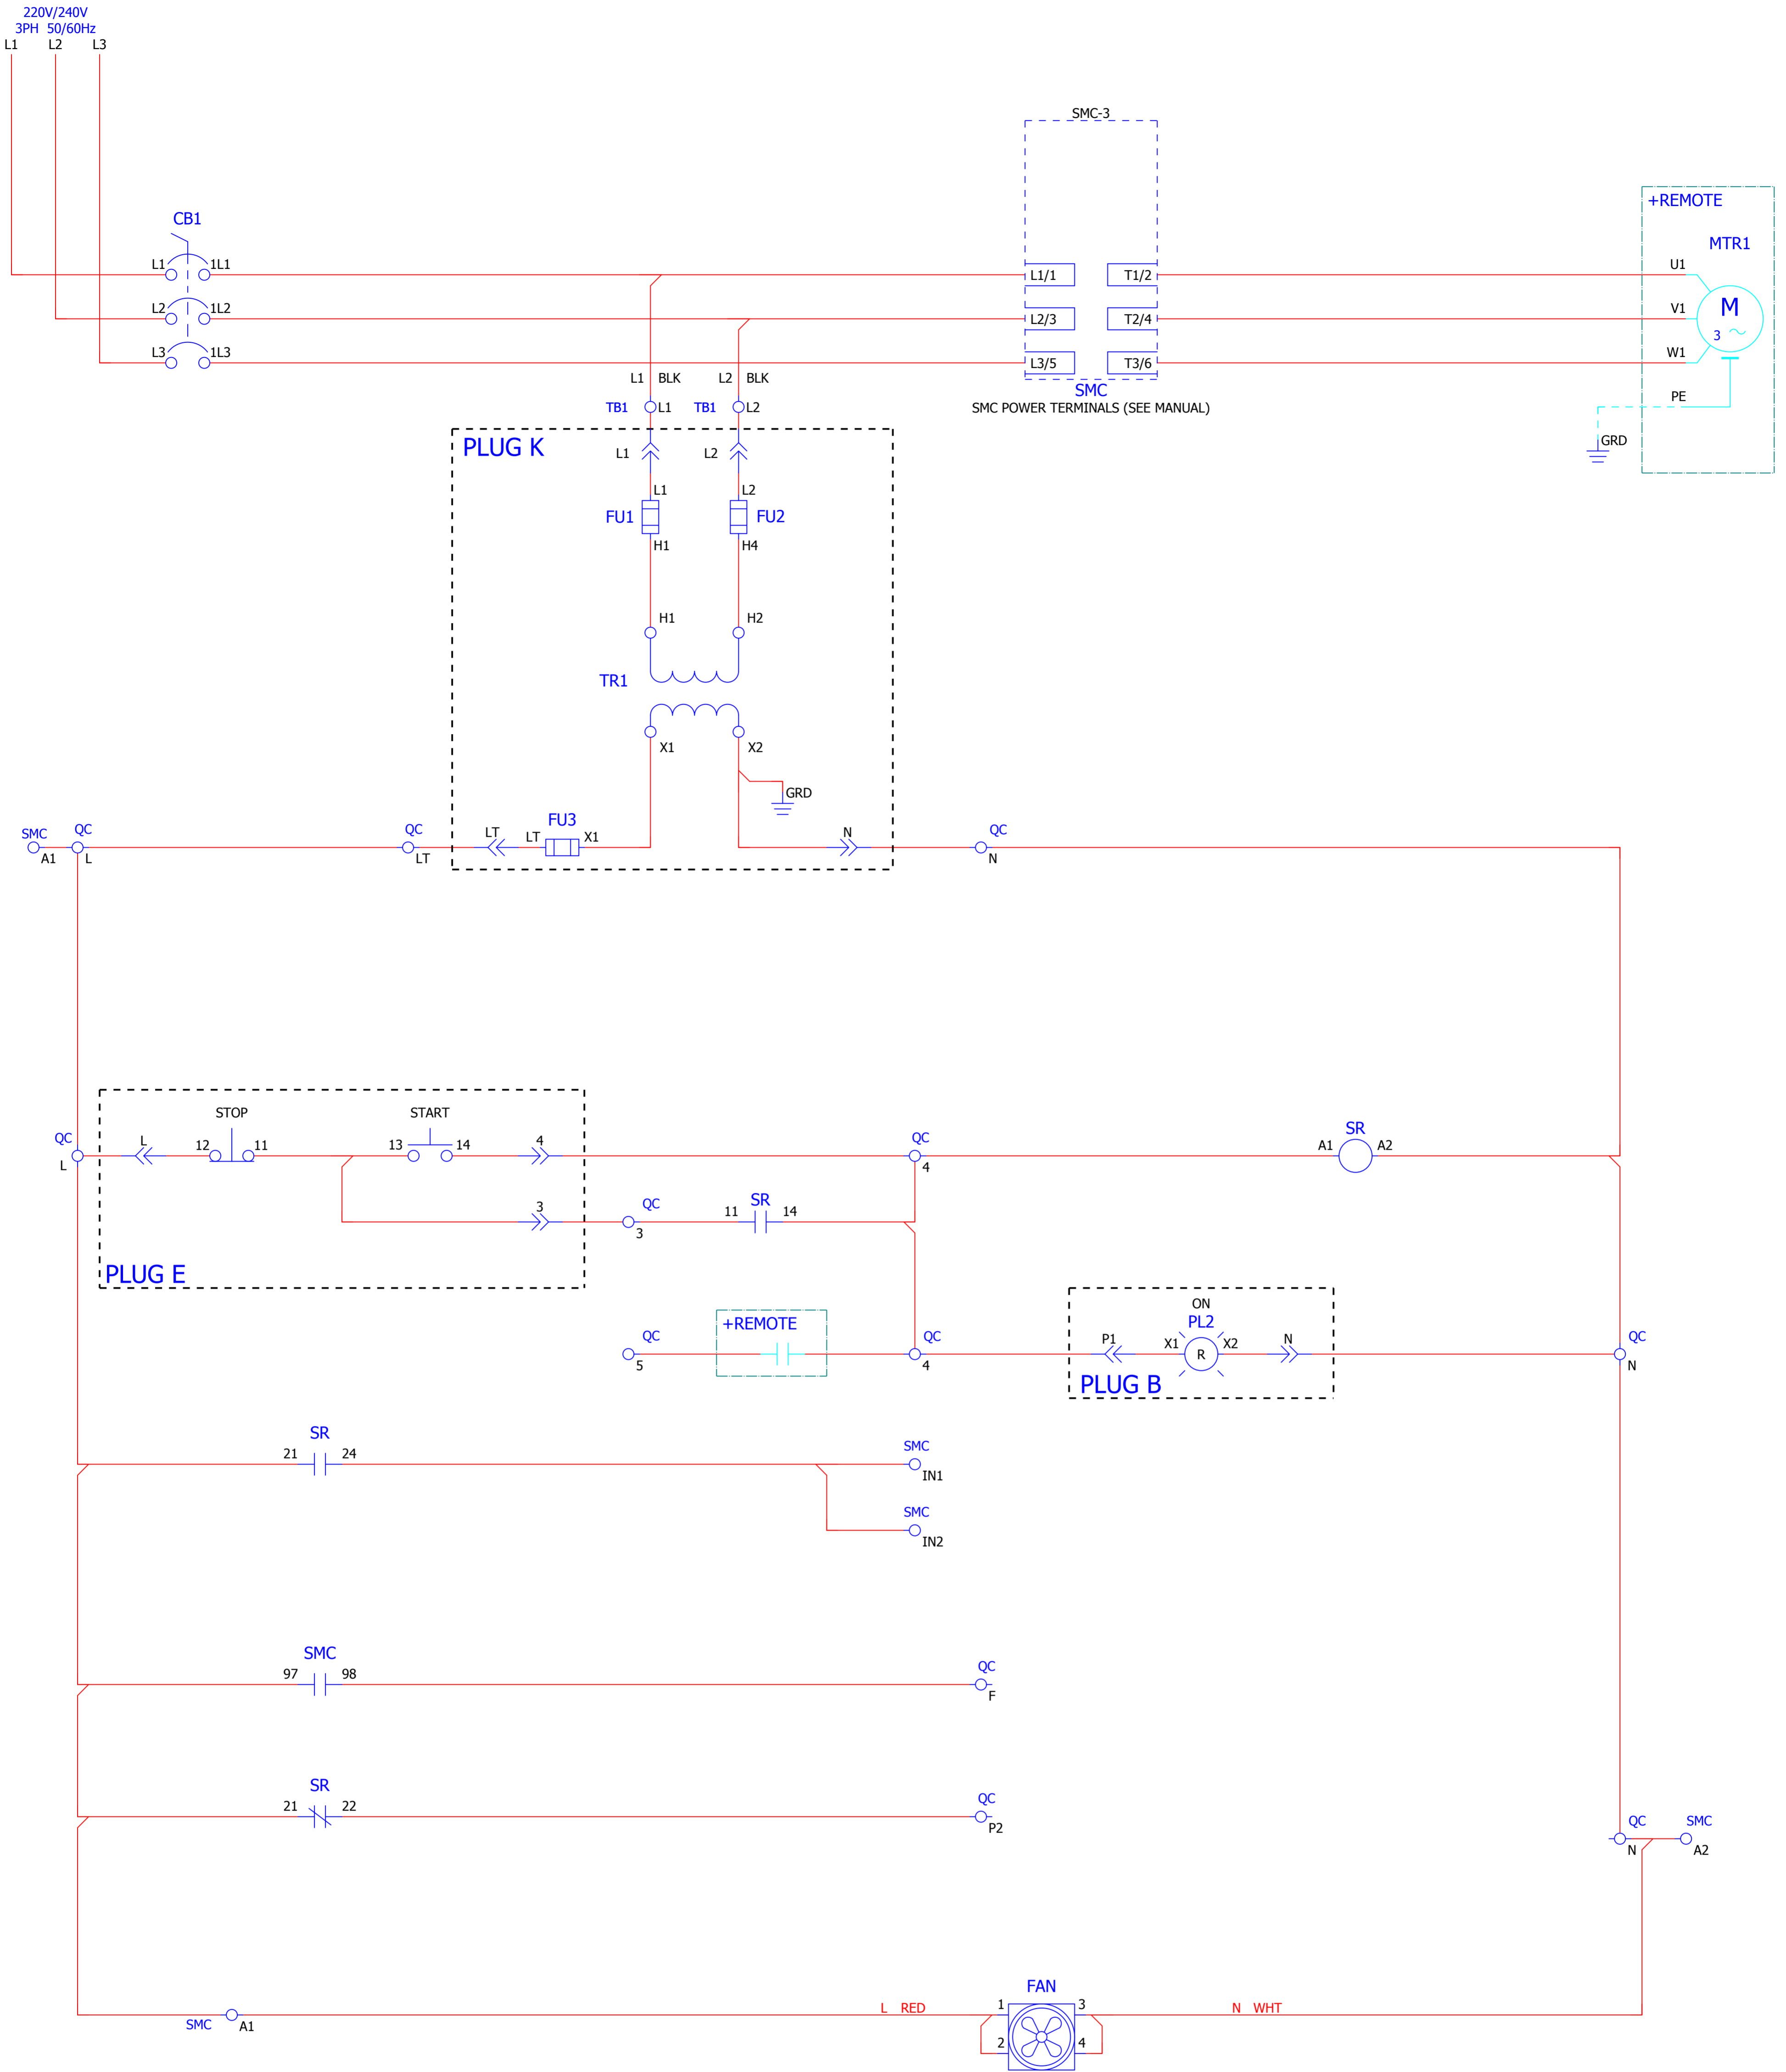 220V/240V
3PH 50/60Hz
L1 L2 L3
SMC-3
+REMOTE
MTR1
CB1
L1 1L1
L1/1 T1/2
U1
L2 1L2
L2/3 T2/4
V1
M
3
L3 1L3
L3/5 T3/6
W1
L1 BLK L2 BLK
SMC
PE
TB1 L1 TB1 L2
SMC POWER TERMINALS (SEE MANUAL)
GRD
PLUG K
L1 L2
L1 L2
FU1 FU2
H1 H4
H1 H2
TR1
X1 X2
GRD
FU3
SMC QC QC LT LT X1 N QC
A1 L LT N
STOP START
QC L 12 11 13 14 4 QC SR
L 4 A1 A2
3 QC 11 SR 14
3
PLUG E
ON
+REMOTE
PL2
QC QC P1 X1 X2 N QC
5 4 R N
PLUG B
SR
21 24 SMC
IN1
SMC
IN2
SMC
97 98 QC
F
SR
21 22 QC
P2
QC SMC
N A2
FAN
L RED 1 3 N WHT
SMC A1
2 4